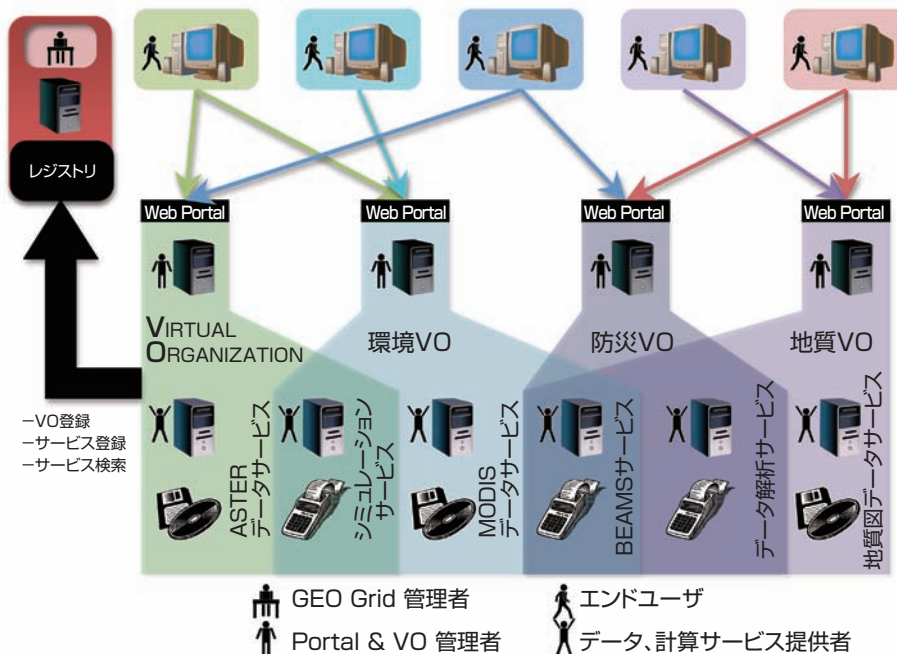 レジストリ
Web Portal
Web Portal
Web Portal
Web Portal
VIRTUAL
ORGANIZATION
環境VO
防災VO
地質VO
－VO登録
－サービス登録
－サービス検索
ASTER
データサービス
シミュレーション
サービス
MODIS
データサービス
BEAMSサービス
データ解析サービス
地質図データサービス
GEO Grid 管理者
エンドユーザ
Portal & VO 管理者
データ、計算サービス提供者